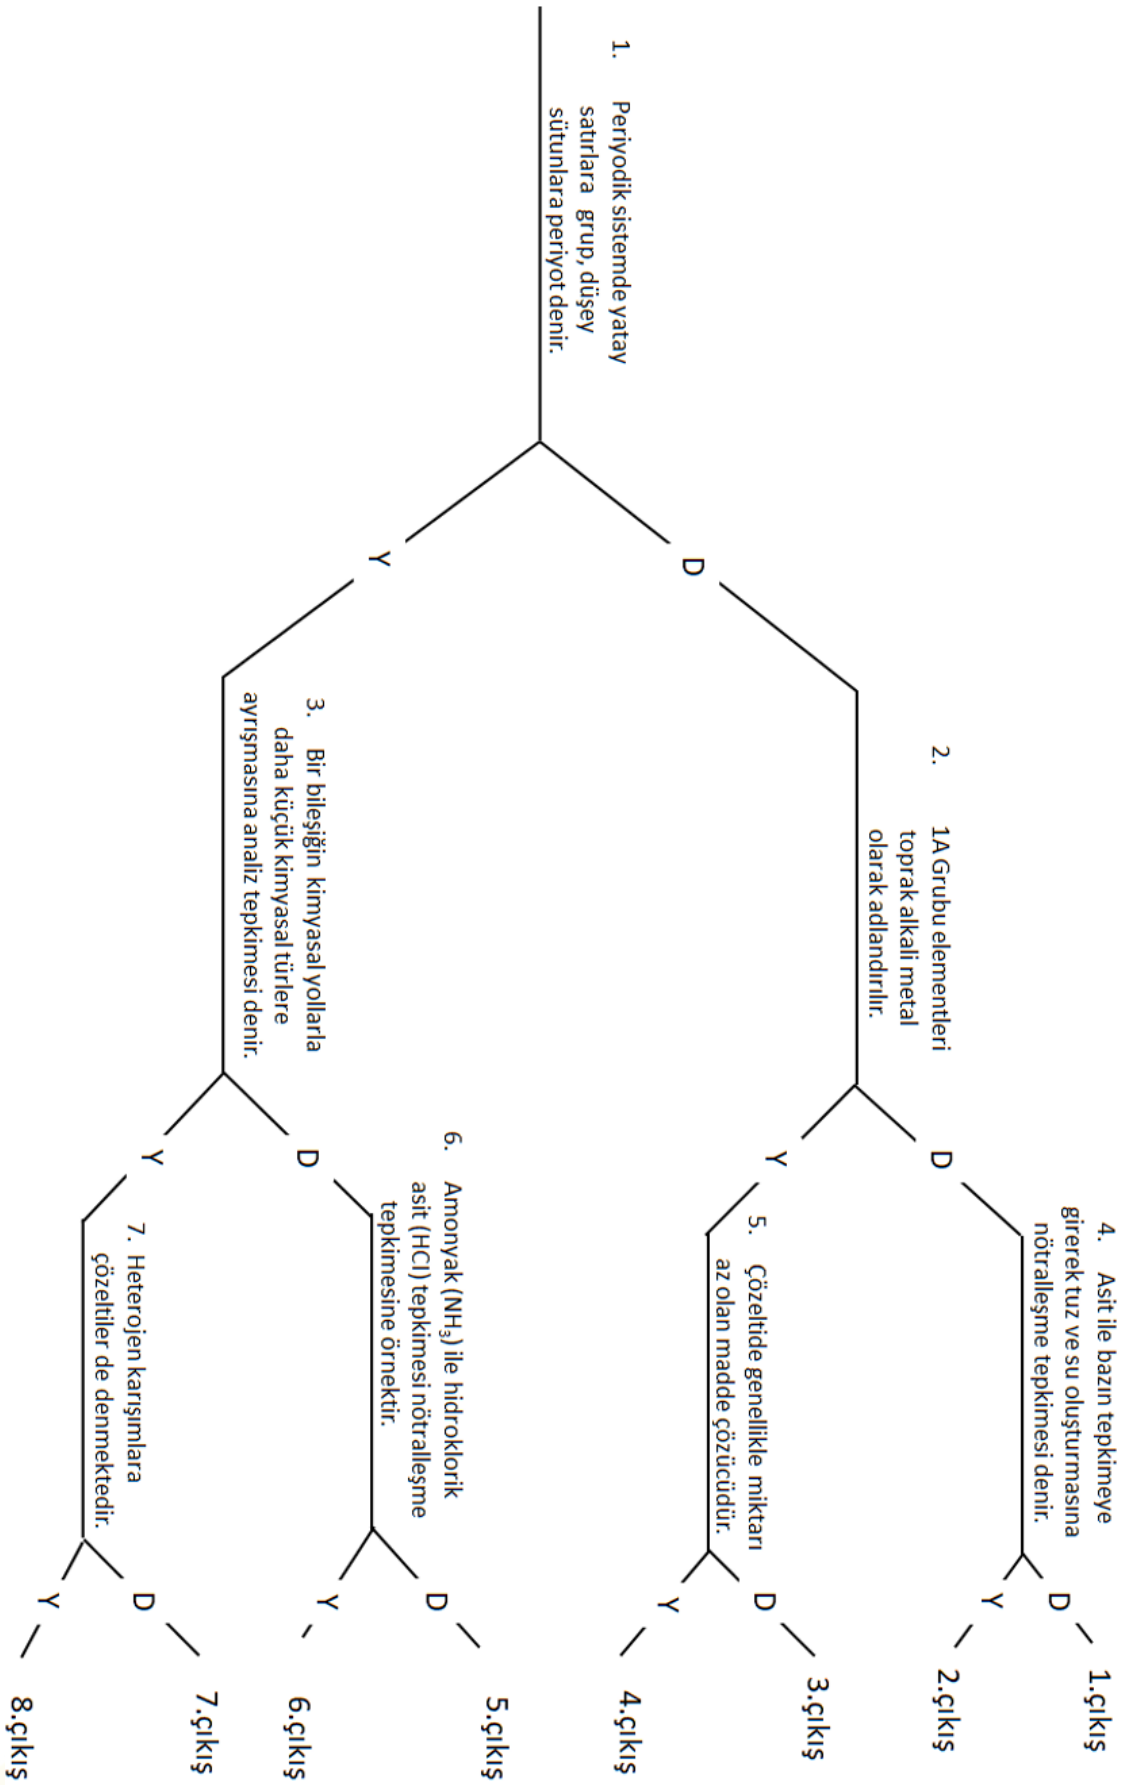 1. Periyodik sistemde yatay
satırlara grup, düşey
sütunlara periyot denir.
D
Y
2. 1A Grubu elementleri
toprak alkali metal
olarak adlandırılır.
D
Y
3. Bir bileşiğin kimyasal yollarla
daha küçük kimyasal türlere
ayrışmasına analiz tepkimesi denir.
D
Y
4. Asit ile bazın tepkimeye
girerek tuz ve su oluşturmasına
nötralleşme tepkimesi denir.
D
Y
5. Çözeltide genellikle miktarı
az olan madde çözücüdür.
D
Y
6. Amonyak (NH₃) ile hidroklorik
asit (HCl) tepkimesi nötralleşme
tepkimesine örnektir.
D
Y
7. Heterojen karışımlara
çözeltiler de denmektedir.
D
Y
1.çıkış
2.çıkış
3.çıkış
4.çıkış
5.çıkış
6.çıkış
7.çıkış
8.çıkış